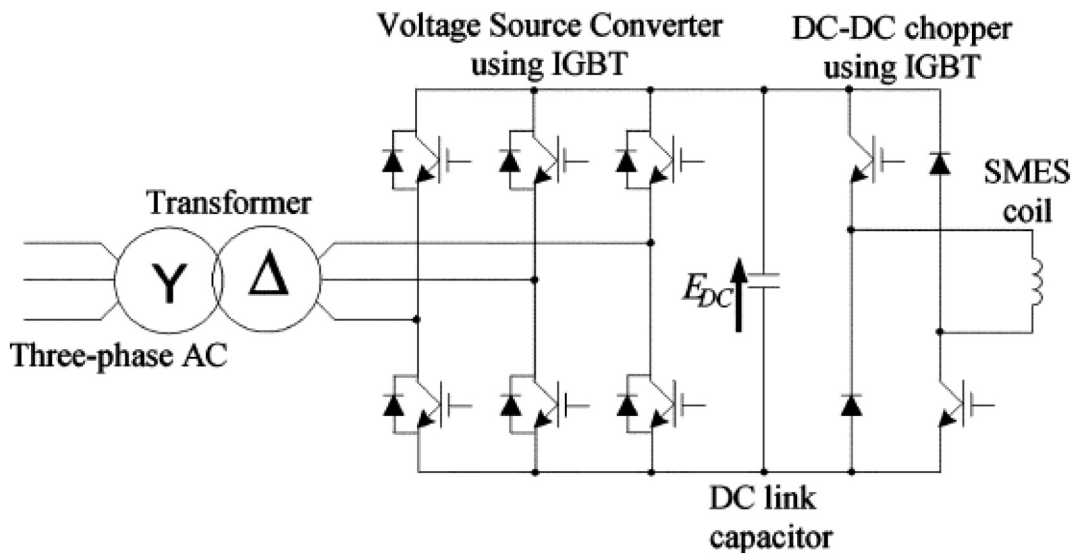 Voltage Source Converter
using IGBT
DC-DC chopper
using IGBT
SMES
coil
Transformer
Y
Δ
E_DC
Three-phase AC
DC link
capacitor